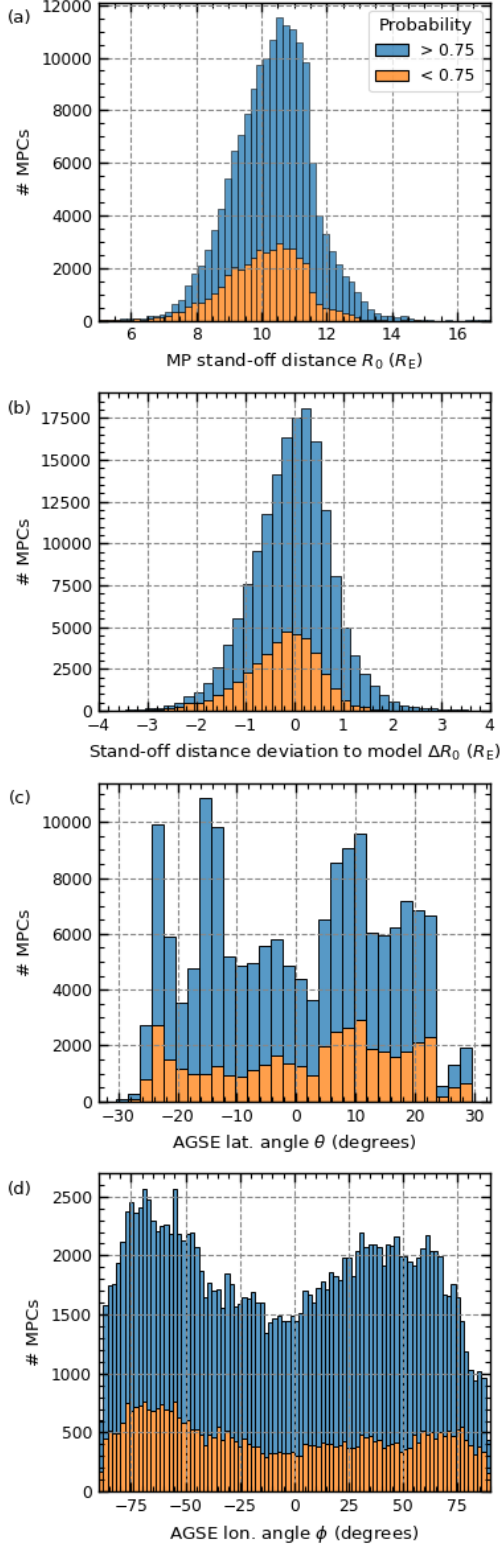 (a)
Probability
> 0.75
< 0.75
12000
10000
8000
6000
4000
2000
0
# MPCs
6 8 10 12 14 16
MP stand-off distance R₀ (R_E)
(b)
17500
15000
12500
10000
7500
5000
2500
0
# MPCs
−4 −3 −2 −1 0 1 2 3 4
Stand-off distance deviation to model ΔR₀ (R_E)
(c)
10000
8000
6000
4000
2000
0
# MPCs
−30 −20 −10 0 10 20 30
AGSE lat. angle θ (degrees)
(d)
2500
2000
1500
1000
500
0
# MPCs
−75 −50 −25 0 25 50 75
AGSE lon. angle ϕ (degrees)